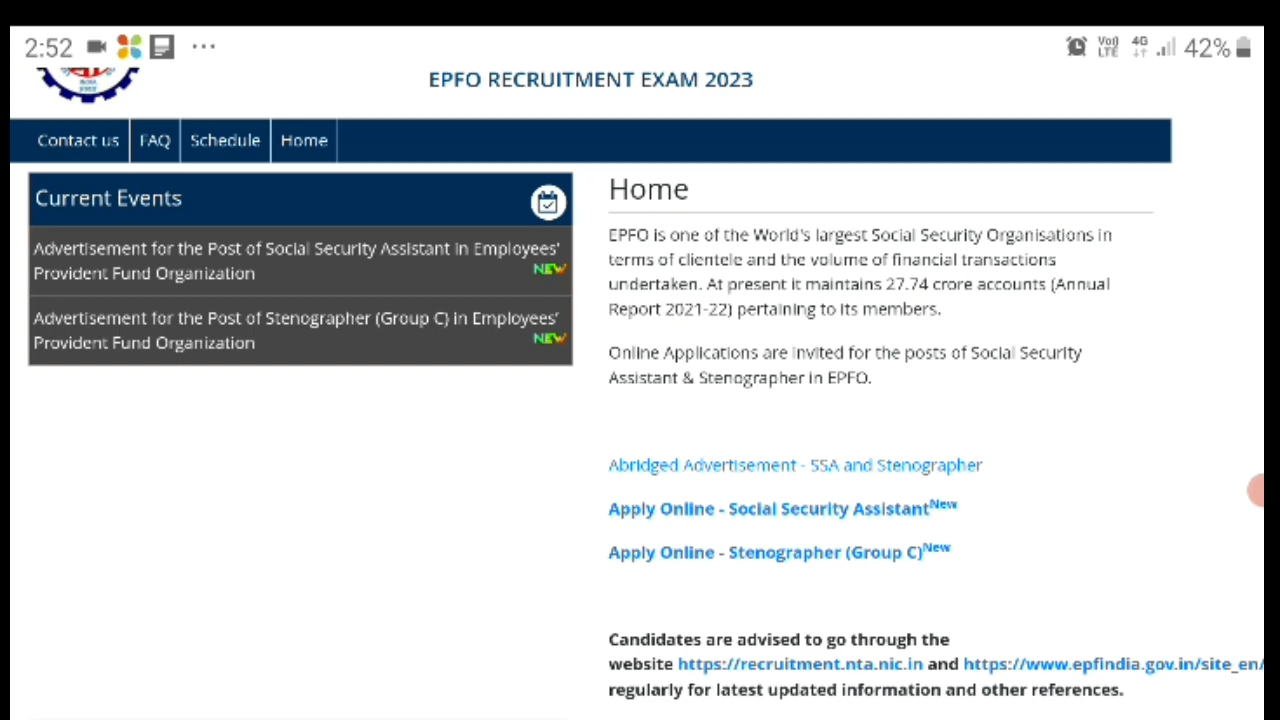 2:52
Voo) LTE 4G 42%
EPFO RECRUITMENT EXAM 2023
Contact us FAQ Schedule Home
Current Events
Advertisement for the Post of Social Security Assistant in Employees'
Provident Fund Organization
NEW
Advertisement for the Post of Stenographer (Group C) in Employees'
Provident Fund Organization
NEW
Home
EPFO is one of the World's largest Social Security Organisations in
terms of clientele and the volume of financial transactions
undertaken. At present it maintains 27.74 crore accounts (Annual
Report 2021-22) pertaining to its members.
Online Applications are invited for the posts of Social Security
Assistant & Stenographer in EPFO.
Abridged Advertisement - SSA and Stenographer
Apply Online - Social Security Assistant New
Apply Online - Stenographer (Group C) New
Candidates are advised to go through the
website https://recruitment.nta.nic.in and https://www.epfindia.gov.in/site_en/
regularly for latest updated information and other references.